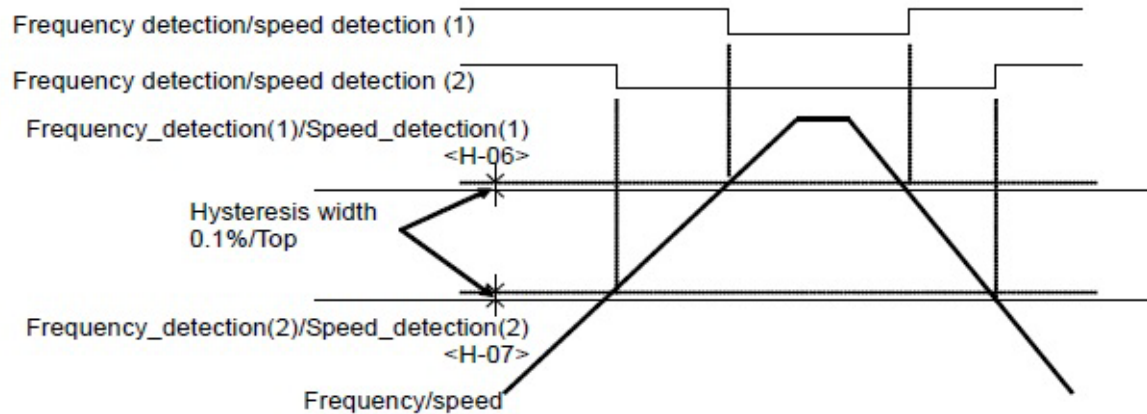 Frequency detection/speed detection (1)
Frequency detection/speed detection (2)
Frequency_detection(1)/Speed_detection(1)
<H-06>
Hysteresis width
0.1%/Top
Frequency_detection(2)/Speed_detection(2)
<H-07>
Frequency/speed